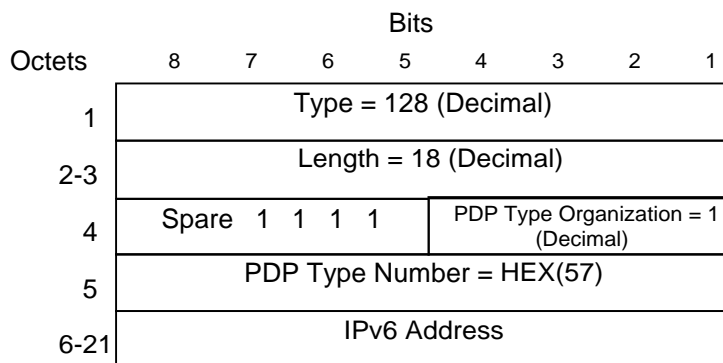 Bits
Octets 8 7 6 5 4 3 2 1
1 Type = 128 (Decimal)
2-3 Length = 18 (Decimal)
4 Spare 1 1 1 1 PDP Type Organization = 1
(Decimal)
5 PDP Type Number = HEX(57)
6-21 IPv6 Address